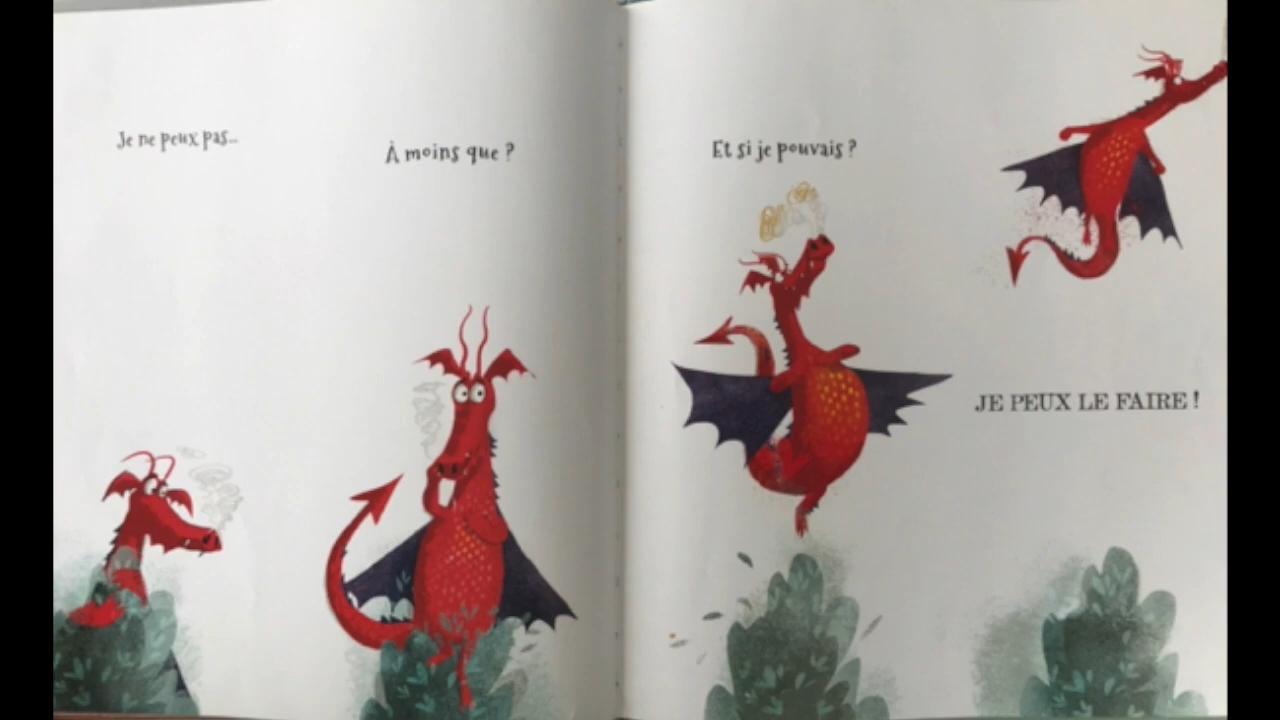 Je ne peux pas...
À moins que ?
Et si je pouvais ?
JE PEUX LE FAIRE !